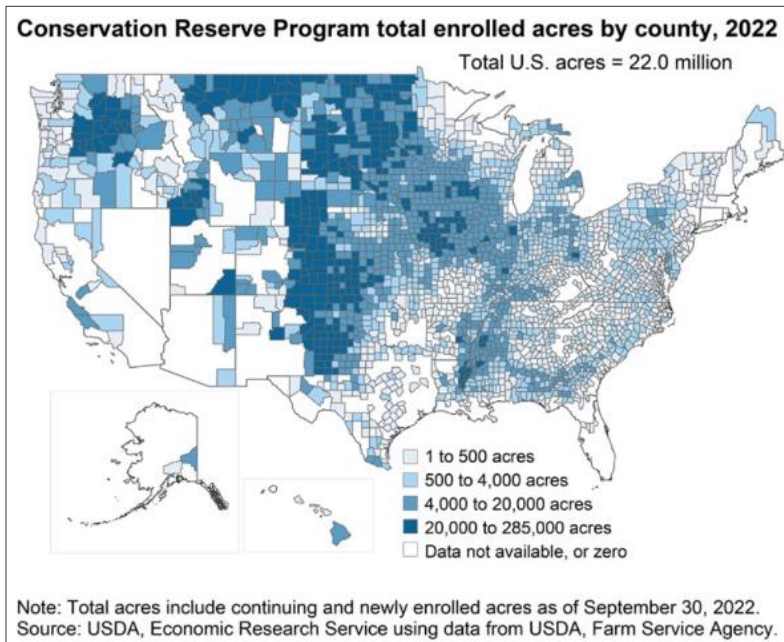 Conservation Reserve Program total enrolled acres by county, 2022
Total U.S. acres = 22.0 million
1 to 500 acres
500 to 4,000 acres
4,000 to 20,000 acres
20,000 to 285,000 acres
Data not available, or zero
Note: Total acres include continuing and newly enrolled acres as of September 30, 2022.
Source: USDA, Economic Research Service using data from USDA, Farm Service Agency.